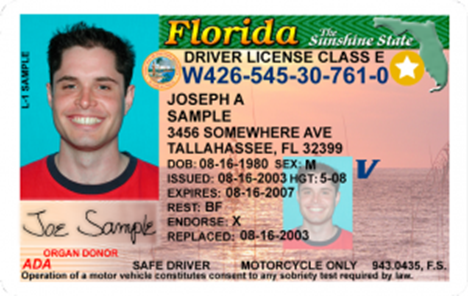 Florida
The Sunshine State
DRIVER LICENSE CLASS E
W426-545-30-761-0
L-1 SAMPLE
JOSEPH A
SAMPLE
3456 SOMEWHERE AVE
TALLAHASSEE, FL 32399
DOB: 08-16-1980 SEX: M
ISSUED: 08-16-2003 HGT: 5-08
EXPIRES: 08-16-2007
REST: BF
ENDORSE: X
REPLACED: 08-16-2003
V
Joe Sample
ORGAN DONOR
ADA SAFE DRIVER MOTORCYCLE ONLY 943.0435, F.S.
Operation of a motor vehicle constitutes consent to any sobriety test required by law.